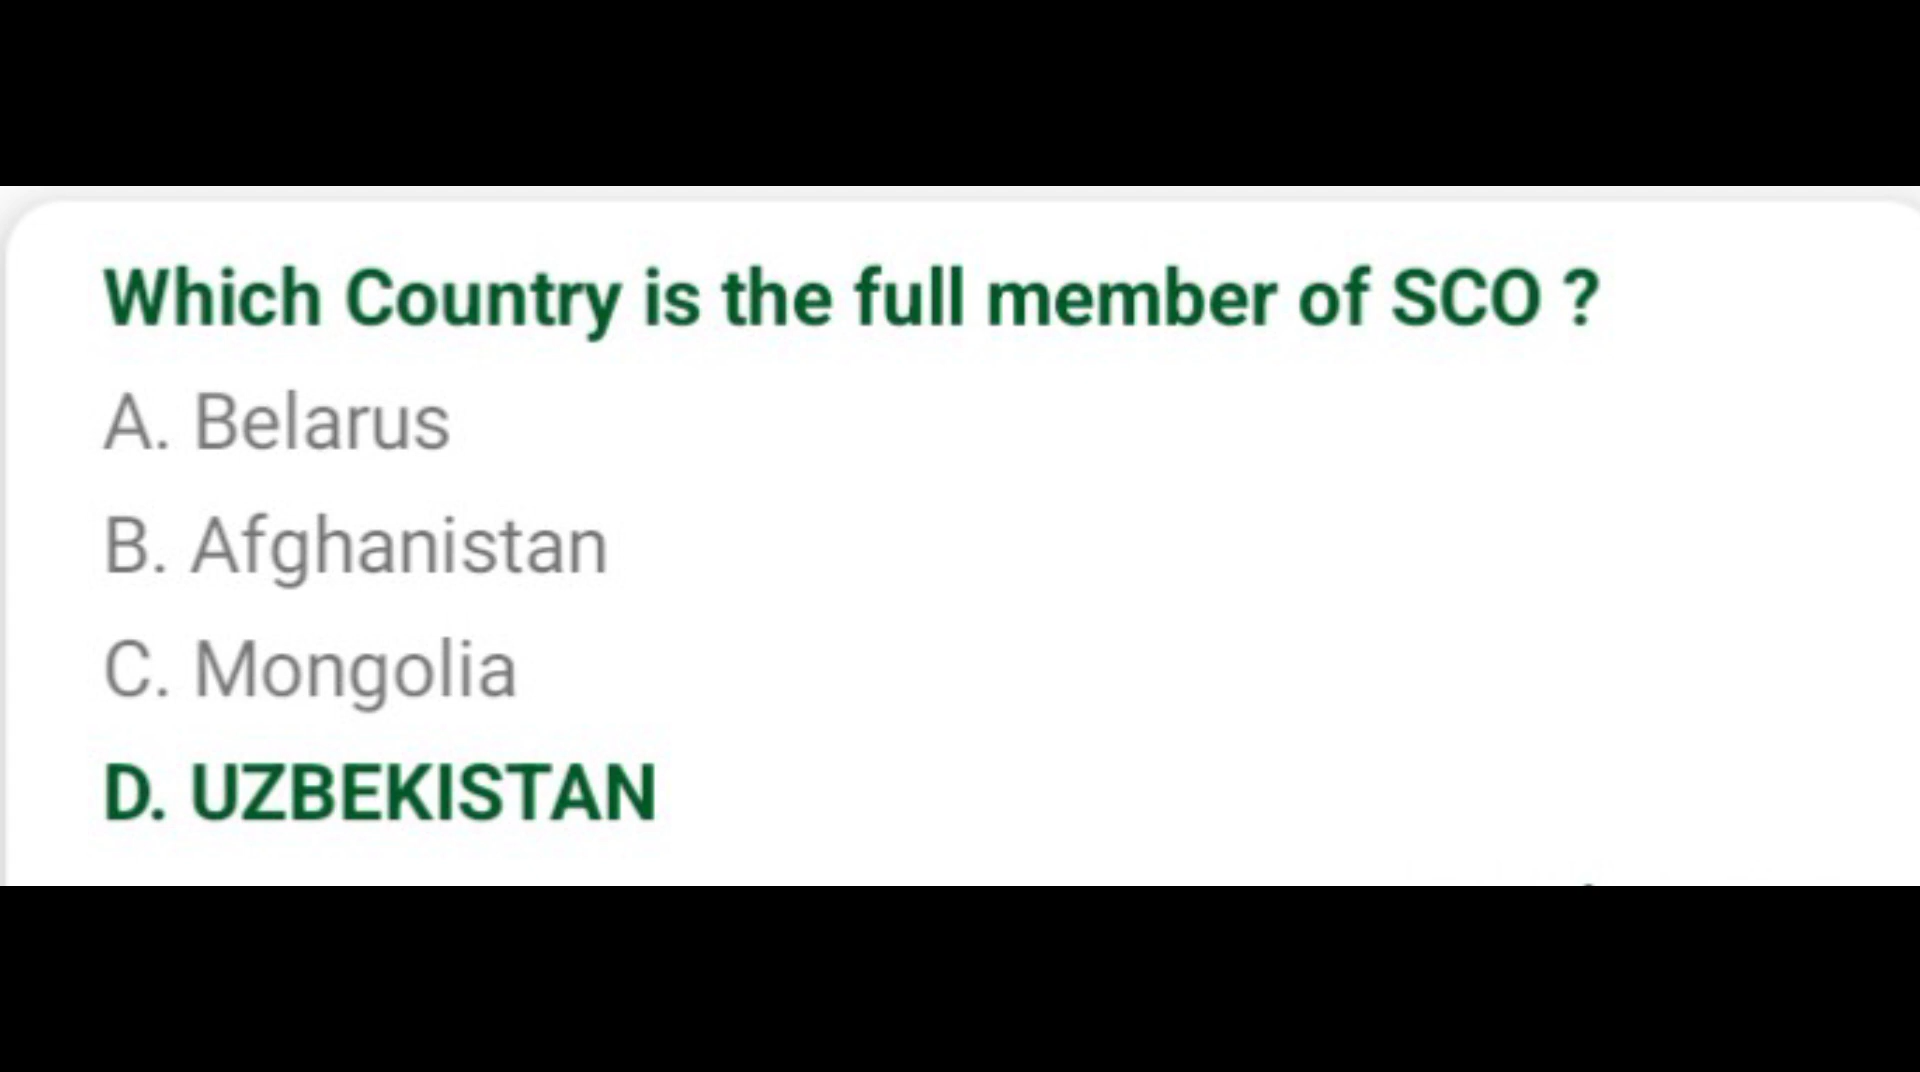 Which Country is the full member of SCO ?
A. Belarus
B. Afghanistan
C. Mongolia
D. UZBEKISTAN